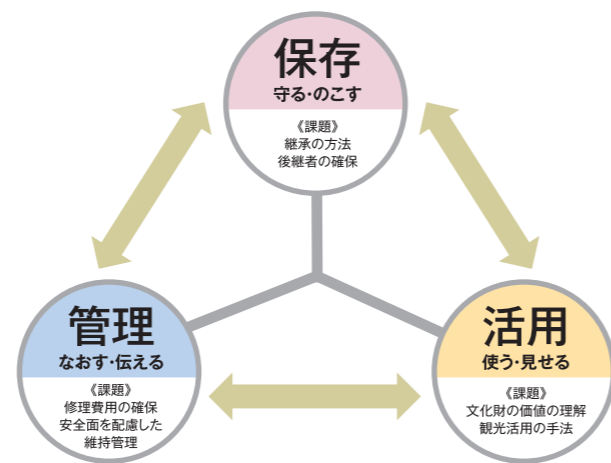 保存
守る・のこす
《課題》
継承の方法
後継者の確保
管理
なおす・伝える
《課題》
修理費用の確保
安全面を配慮した
維持管理
活用
使う・見せる
《課題》
文化財の価値の理解
観光活用の手法